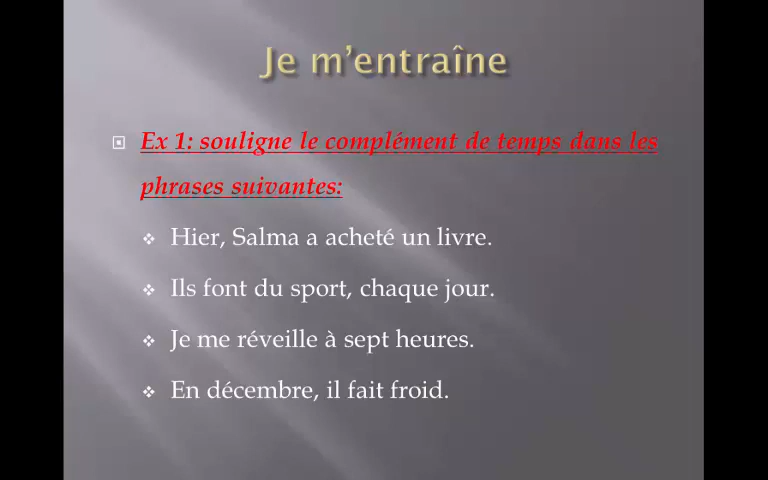 Je m'entraîne
Ex 1: souligne le complément de temps dans les
phrases suivantes:
Hier, Salma a acheté un livre.
Ils font du sport, chaque jour.
Je me réveille à sept heures.
En décembre, il fait froid.